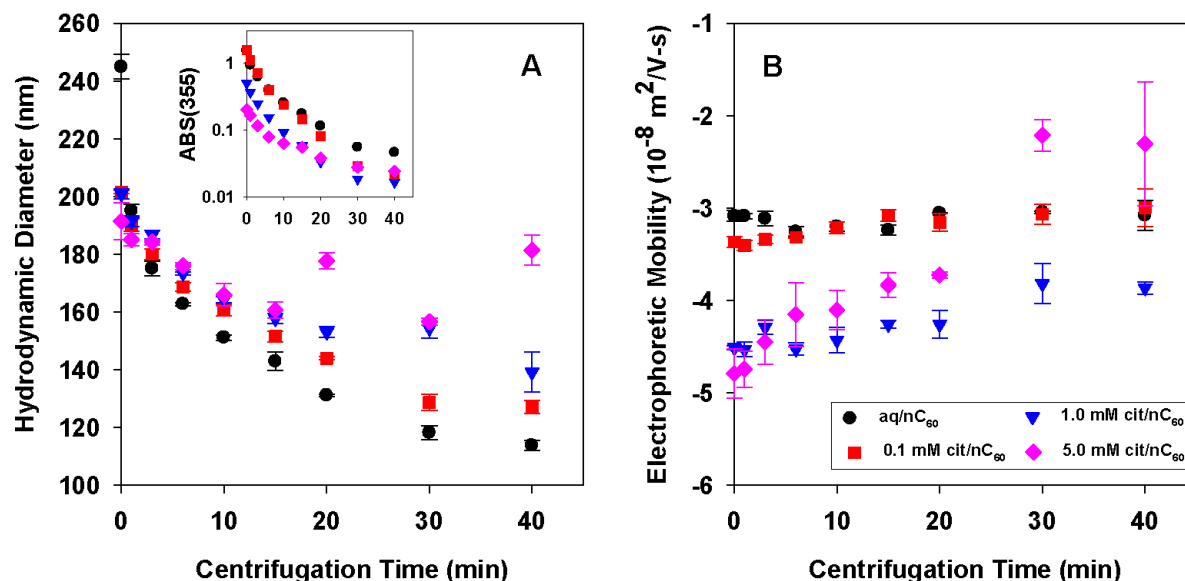 260
240
220
200
180
160
140
120
100
0 10 20 30 40
Hydrodynamic Diameter (nm)
Centrifugation Time (min)
A
1
0.1
0.01
0 10 20 30 40
ABS(355)
-1
-2
-3
-4
-5
-6
0 10 20 30 40
Electrophoretic Mobility (10⁻⁸ m²/V-s)
Centrifugation Time (min)
B
aq/nC₆₀
0.1 mM cit/nC₆₀
1.0 mM cit/nC₆₀
5.0 mM cit/nC₆₀